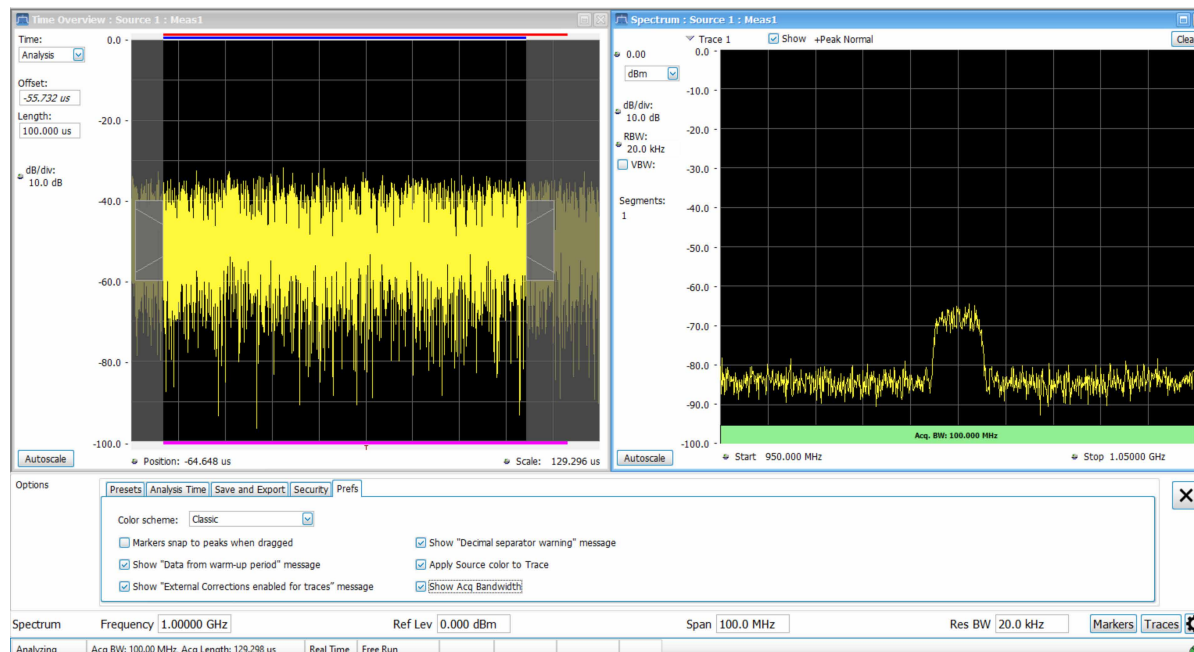 Time Overview : Source 1 : Meas1
Time:
Analysis
Offset:
-55.732 us
Length:
100.000 us
dB/div:
10.0 dB
0.0
-20.0
-40.0
-60.0
-80.0
-100.0
T
Autoscale
Position: -64.648 us
Scale: 129.296 us
Spectrum : Source 1 : Meas1
Trace 1
Show
+Peak Normal
Clea
0.00
dBm
dB/div:
10.0 dB
RBW:
20.0 kHz
VBW:
Segments:
1
0.0
-10.0
-20.0
-30.0
-40.0
-50.0
-60.0
-70.0
-80.0
-90.0
-100.0
Acq. BW: 100.000 MHz
Autoscale
Start 950.000 MHz
Stop 1.05000 GHz
Options
Presets Analysis Time Save and Export Security Prefs
Color scheme: Classic
Markers snap to peaks when dragged
Show "Decimal separator warning" message
Show "Data from warm-up period" message
Apply Source color to Trace
Show "External Corrections enabled for traces" message
Show Acq Bandwidth
Spectrum Frequency 1.00000 GHz Ref Lev 0.000 dBm Span 100.0 MHz Res BW 20.0 kHz Markers Traces
Analyzing Acq BW: 100.00 MHz, Acq Length: 129.298 us Real Time Free Run